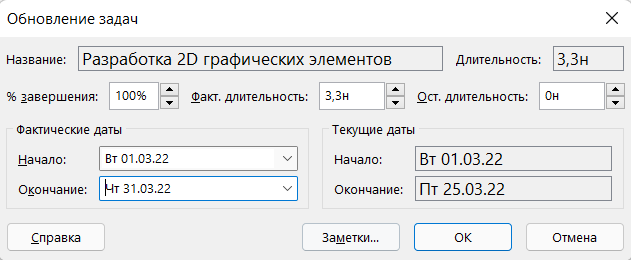 Обновление задач
Название: Разработка 2D графических элементов Длительность: 3,3н
% завершения: 100% Факт. длительность: 3,3н Ост. длительность: 0н
Фактические даты Текущие даты
Начало: Вт 01.03.22 Начало: Вт 01.03.22
Окончание: Чт 31.03.22 Окончание: Пт 25.03.22
Справка Заметки... ОК Отмена